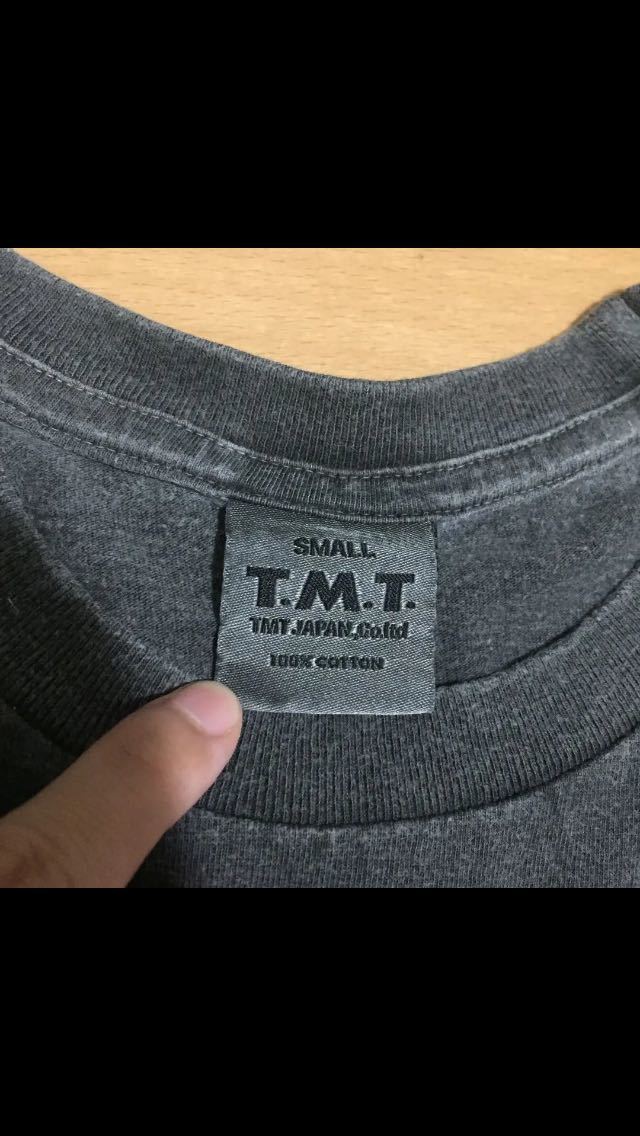 SMALL
T.M.T.
TMT.JAPAN,Co.ltd
100% COTTON